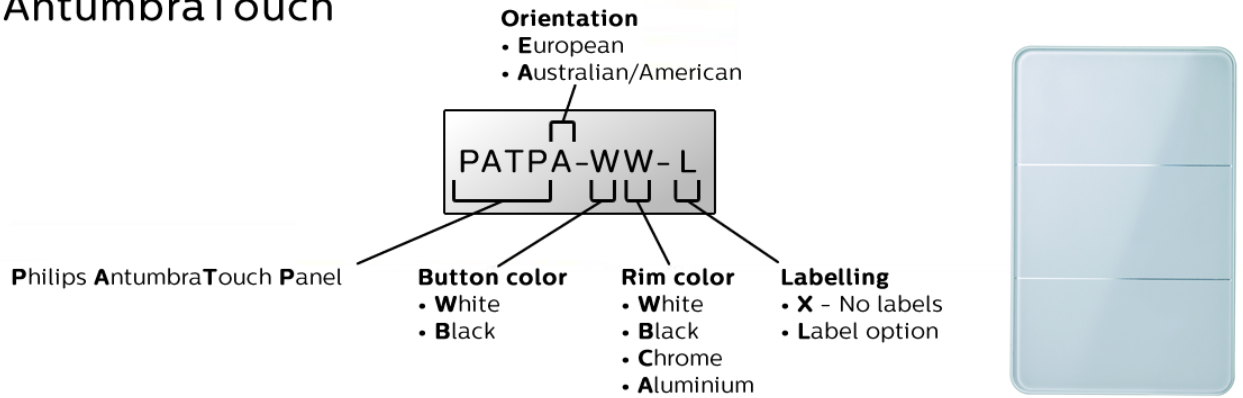 AntumbraTouch
Orientation
• European
• Australian/American
PATPA-WW-L
Philips AntumbraTouch Panel
Button color
• White
• Black
Rim color
• White
• Black
• Chrome
• Aluminium
Labelling
• X - No labels
• Label option